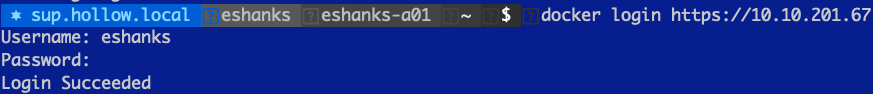 * sup.hollow.local eshanks eshanks-a01 ~ $ docker login https://10.10.201.67
Username: eshanks
Password:
Login Succeeded